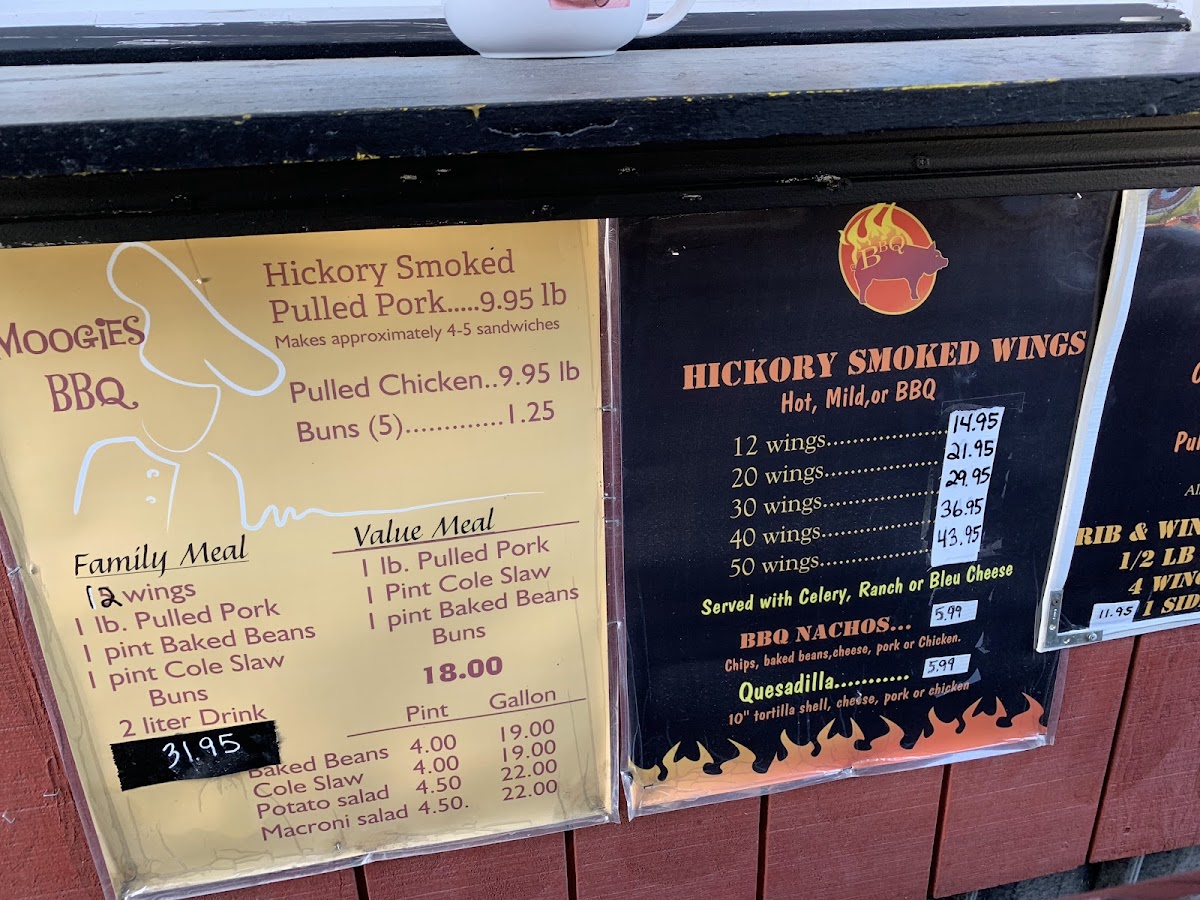 MOOGiES
BBQ
Hickory Smoked
Pulled Pork.....9.95 lb
Makes approximately 4-5 sandwiches
Pulled Chicken..9.95 lb
Buns (5).............1.25
Family Meal
12 wings
1 lb. Pulled Pork
1 pint Baked Beans
1 pint Cole Slaw
Buns
2 liter Drink
31.95
Value Meal
1 lb. Pulled Pork
1 Pint Cole Slaw
1 pint Baked Beans
Buns
18.00
Pint Gallon
Baked Beans 4.00 19.00
Cole Slaw 4.00 19.00
Potato salad 4.50 22.00
Macroni salad 4.50. 22.00
BBQ
HICKORY SMOKED WINGS
Hot, Mild,or BBQ
12 wings.................... 14.95
20 wings.................... 21.95
30 wings.................... 29.95
40 wings.................... 36.95
50 wings.................... 43.95
Served with Celery, Ranch or Bleu Cheese
BBQ NACHOS... 5.99
Chips, baked beans,cheese, pork or Chicken.
Quesadilla........... 5.99
10" tortilla shell, cheese, pork or chicken
Pul
Al
RIB & WIN
1/2 LB
4 WING
11.95 1 SID